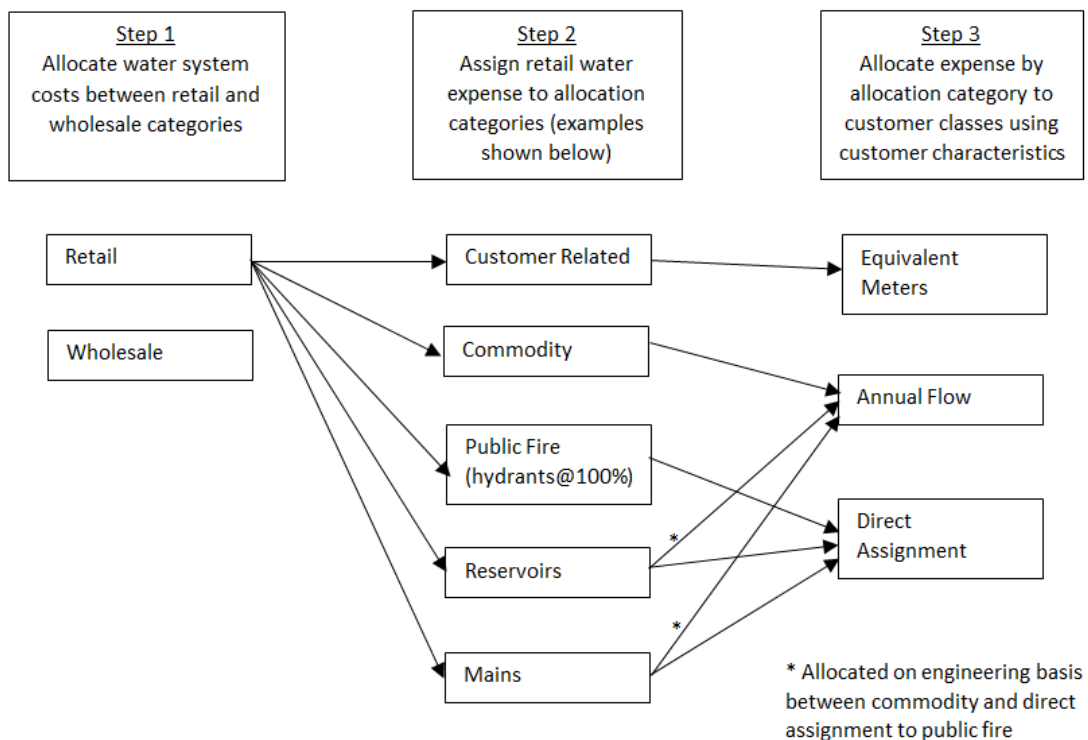 Step 1
Allocate water system
costs between retail and
wholesale categories
Step 2
Assign retail water
expense to allocation
categories (examples
shown below)
Step 3
Allocate expense by
allocation category to
customer classes using
customer characteristics
Retail
Wholesale
Customer Related
Commodity
Public Fire
(hydrants@100%)
Reservoirs
Mains
Equivalent
Meters
Annual Flow
Direct
Assignment
*
*
* Allocated on engineering basis
between commodity and direct
assignment to public fire